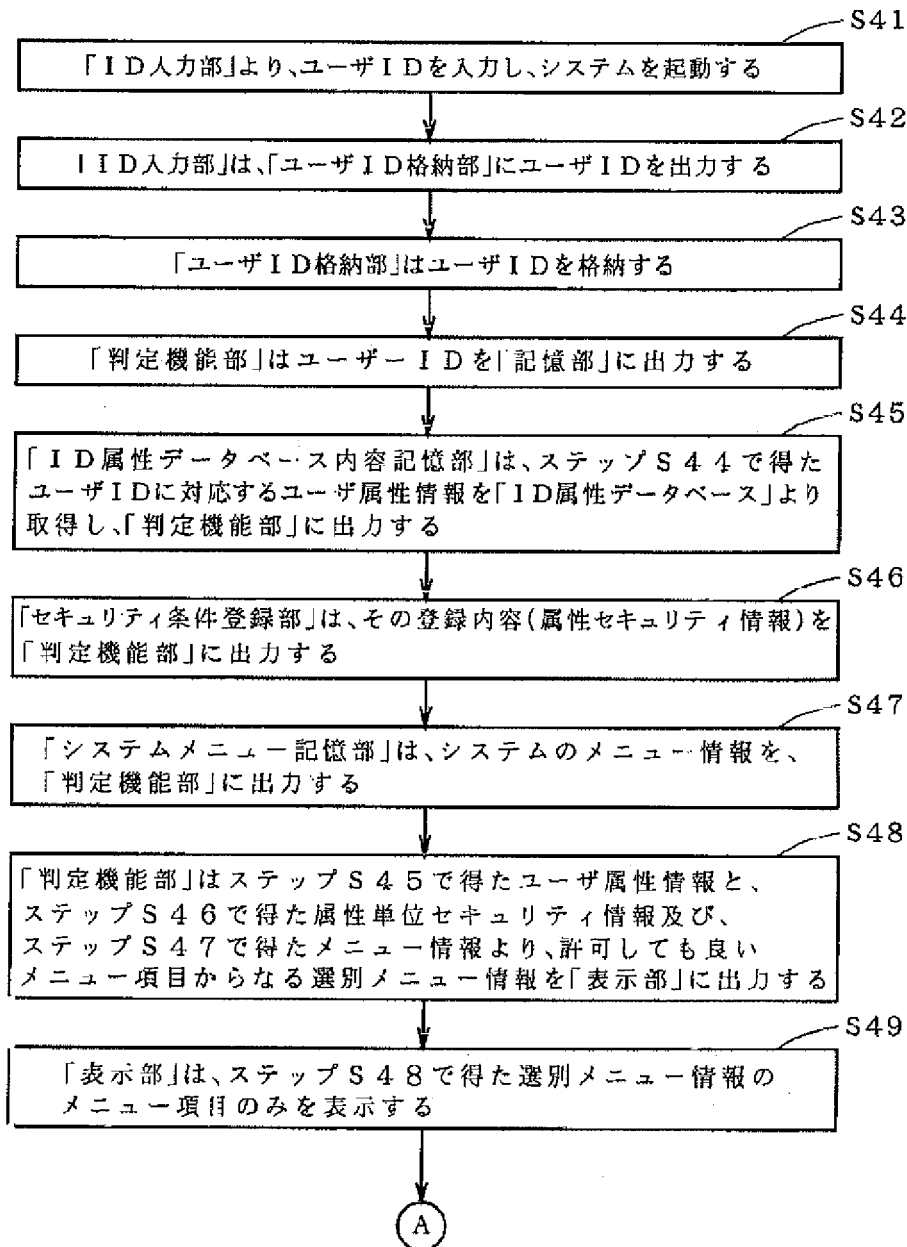 S41
「ID入力部」より、ユーザIDを入力し、システムを起動する
S42
「ID入力部」は、「ユーザID格納部」にユーザIDを出力する
S43
「ユーザID格納部」はユーザIDを格納する
S44
「判定機能部」はユーザーIDを「記憶部」に出力する
S45
「ID属性データベース内容記憶部」は、ステップS44で得た
ユーザIDに対応するユーザ属性情報を「ID属性データベース」より
取得し、「判定機能部」に出力する
S46
「セキュリティ条件登録部」は、その登録内容(属性セキュリティ情報)を
「判定機能部」に出力する
S47
「システムメニュー記憶部」は、システムのメニュー情報を、
「判定機能部」に出力する
S48
「判定機能部」はステップS45で得たユーザ属性情報と、
ステップS46で得た属性単位セキュリティ情報及び、
ステップS47で得たメニュー情報より、許可しても良い
メニュー項目からなる選別メニュー情報を「表示部」に出力する
S49
「表示部」は、ステップS48で得た選別メニュー情報の
メニュー項目のみを表示する
A